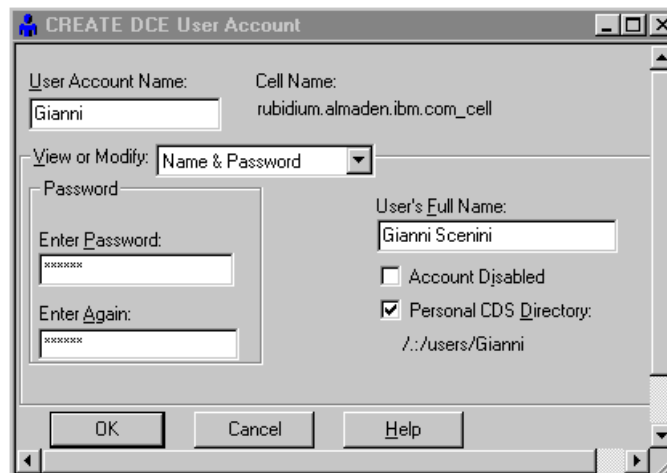 CREATE DCE User Account
User Account Name:
Cell Name:
Gianni
rubidium.almaden.ibm.com_cell
View or Modify:
Name & Password
Password
Enter Password:
xxxxxx
Enter Again:
xxxxxx
User's Full Name:
Gianni Scenini
Account Disabled
Personal CDS Directory:
/.:/users/Gianni
OK
Cancel
Help